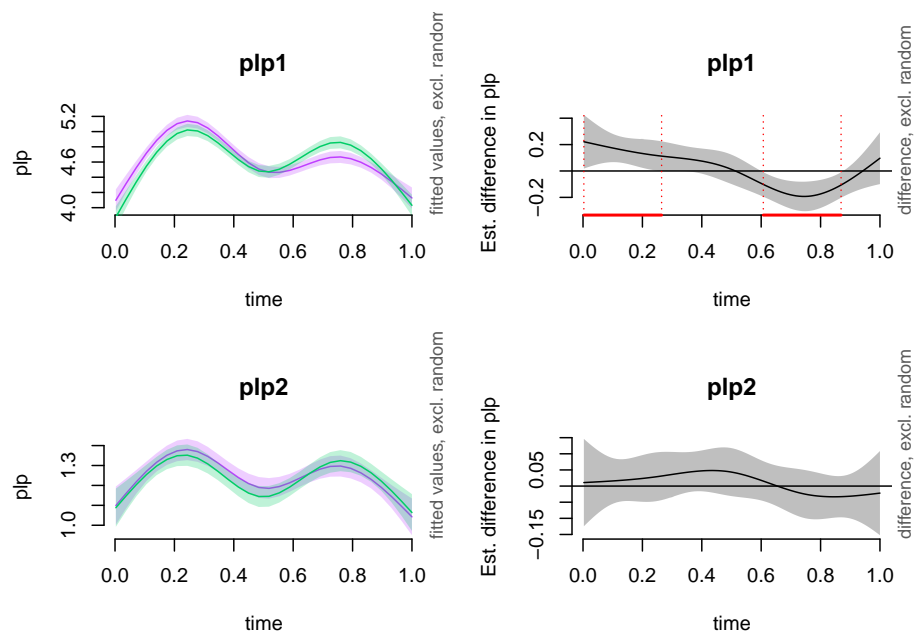 plp1
plp
5.2
4.6
4.0
0.0 0.2 0.4 0.6 0.8 1.0
time
fitted values, excl. random
plp1
Est. difference in plp
0.2
−0.2
0.0 0.2 0.4 0.6 0.8 1.0
time
difference, excl. random
plp2
plp
1.3
1.0
0.0 0.2 0.4 0.6 0.8 1.0
time
fitted values, excl. random
plp2
Est. difference in plp
0.05
−0.15
0.0 0.2 0.4 0.6 0.8 1.0
time
difference, excl. random